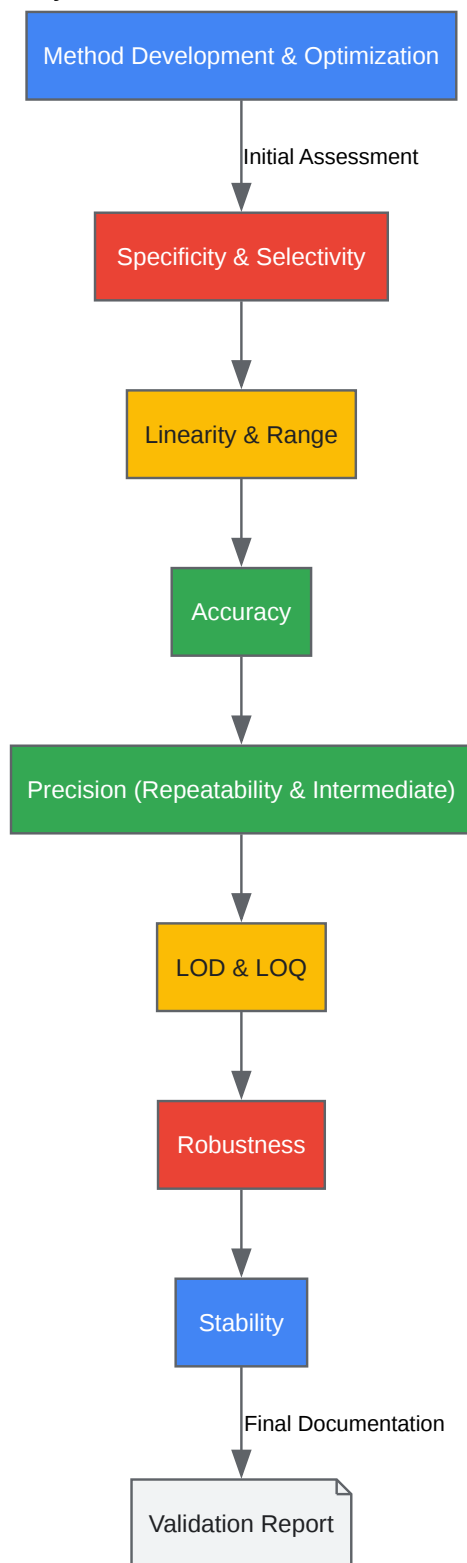 Method Development & Optimization
Initial Assessment
Specificity & Selectivity
Linearity & Range
Accuracy
Precision (Repeatability & Intermediate)
LOD & LOQ
Robustness
Stability
Final Documentation
Validation Report